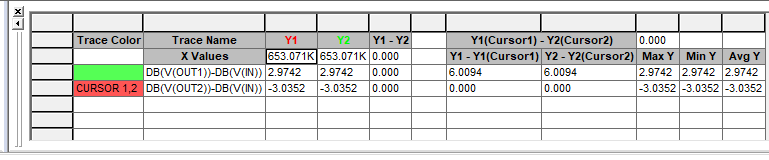 Y1(Cursor1) - Y2(Cursor2) 0.000
Trace Color Trace Name Y1 Y2 Y1 - Y2 Y1 - Y1(Cursor1) Y2 - Y2(Cursor2) Max Y Min Y Avg Y
X Values 653.071K 653.071K 0.000
DB(V(OUT1))-DB(V(IN)) 2.9742 2.9742 0.000 6.0094 6.0094 2.9742 2.9742 2.9742
CURSOR 1,2 DB(V(OUT2))-DB(V(IN)) -3.0352 -3.0352 0.000 0.000 0.000 -3.0352 -3.0352 -3.0352